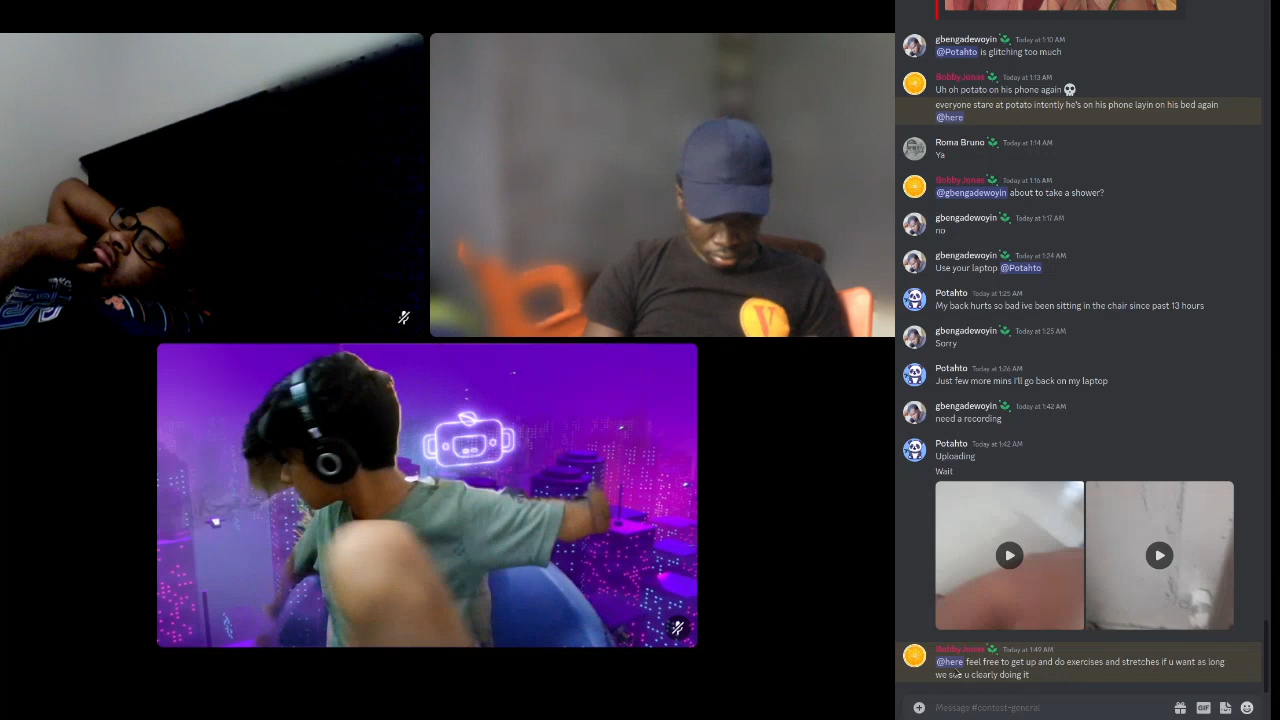 gbengadewoyin Today at 1:10 AM
@Potahto is glitching too much
BobbyJonas Today at 1:13 AM
Uh oh potato on his phone again
everyone stare at potato intently he's on his phone layin on his bed again
@here
Roma Bruno Today at 1:14 AM
Ya
BobbyJonas Today at 1:16 AM
@gbengadewoyin about to take a shower?
gbengadewoyin Today at 1:17 AM
no
gbengadewoyin Today at 1:24 AM
Use your laptop @Potahto
Potahto Today at 1:25 AM
My back hurts so bad ive been sitting in the chair since past 13 hours
gbengadewoyin Today at 1:25 AM
Sorry
Potahto Today at 1:26 AM
Just few more mins I'll go back on my laptop
gbengadewoyin Today at 1:42 AM
need a recording
Potahto Today at 1:42 AM
Uploading
Wait
BobbyJonas Today at 1:49 AM
@here feel free to get up and do exercises and stretches if u want as long
we see u clearly doing it
Message #contest-general
GIF